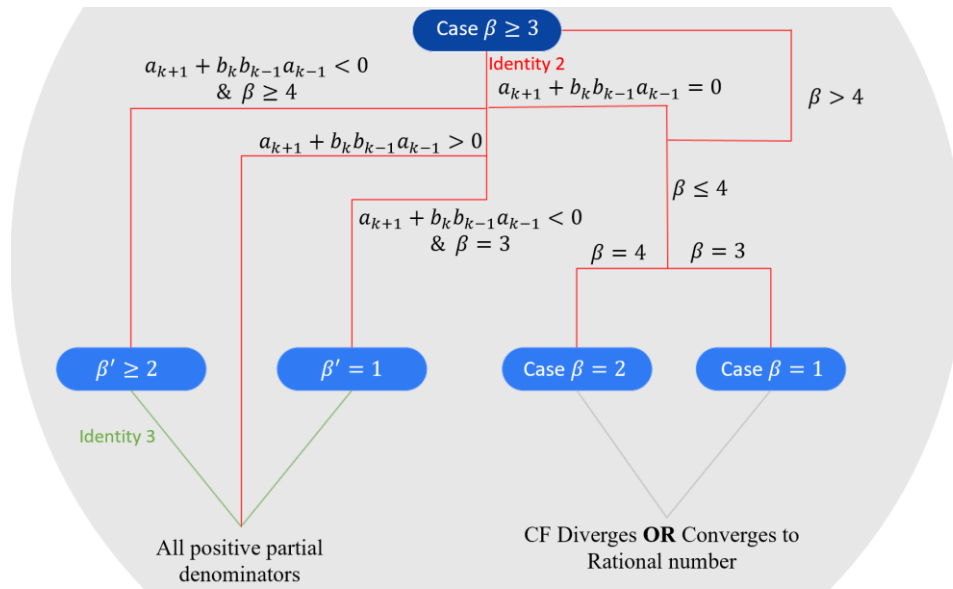 Case β ≥ 3
Identity 2
a_{k+1} + b_k b_{k-1} a_{k-1} < 0
& β ≥ 4
a_{k+1} + b_k b_{k-1} a_{k-1} = 0
β > 4
a_{k+1} + b_k b_{k-1} a_{k-1} > 0
β ≤ 4
a_{k+1} + b_k b_{k-1} a_{k-1} < 0
& β = 3
β = 4
β = 3
β′ ≥ 2
β′ = 1
Case β = 2
Case β = 1
Identity 3
All positive partial
denominators
CF Diverges OR Converges to
Rational number